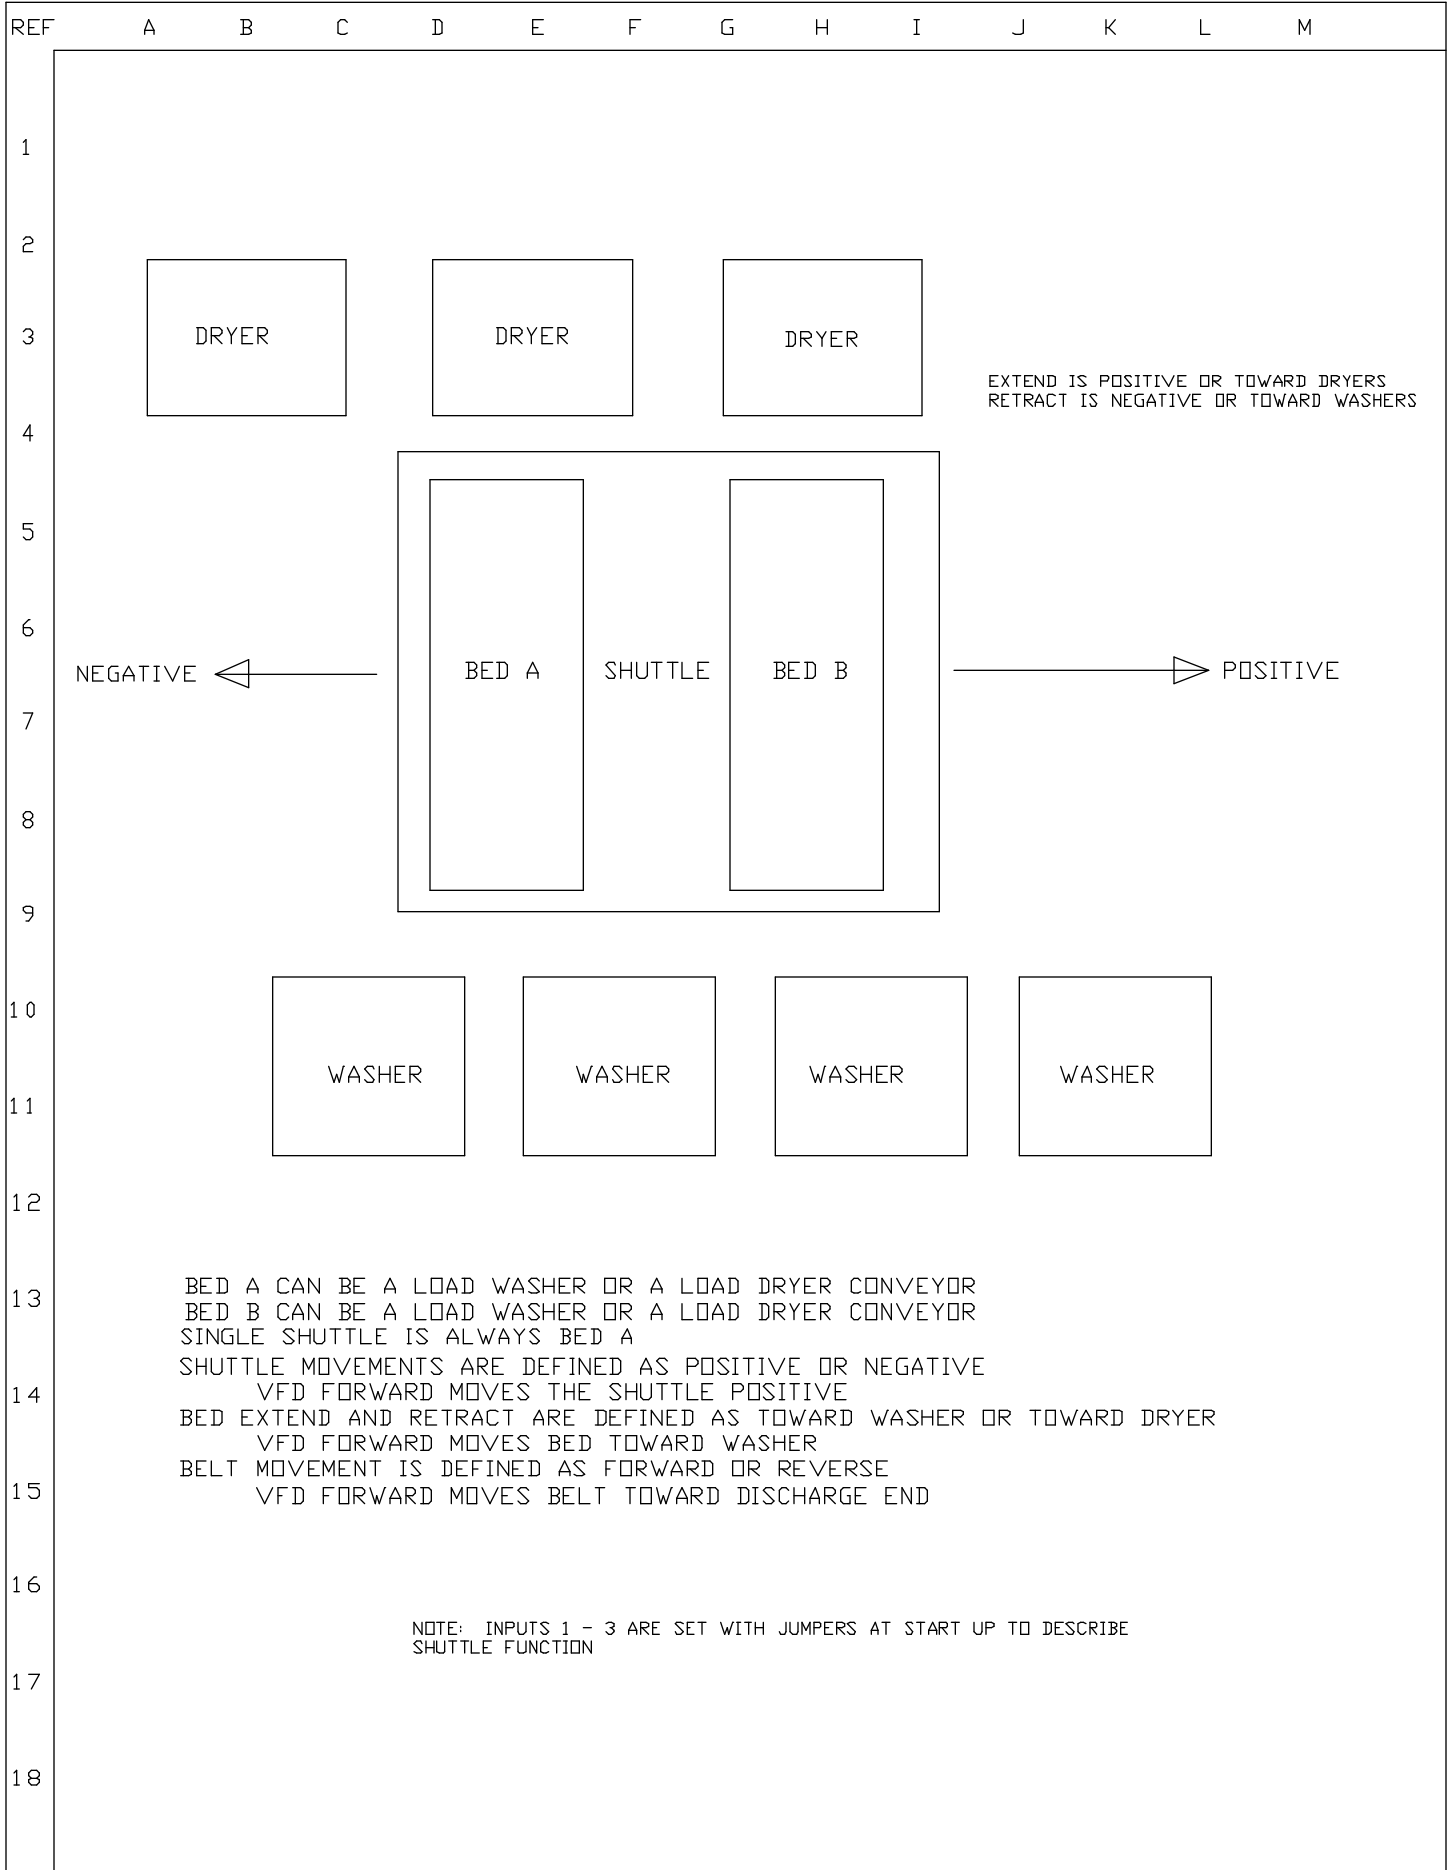 REF A B C D E F G H I J K L M
1
2
DRYER DRYER DRYER
3
EXTEND IS POSITIVE OR TOWARD DRYERS
RETRACT IS NEGATIVE OR TOWARD WASHERS
4
5
6
NEGATIVE BED A SHUTTLE BED B POSITIVE
7
8
9
10
WASHER WASHER WASHER WASHER
11
12
BED A CAN BE A LOAD WASHER OR A LOAD DRYER CONVEYOR
13
BED B CAN BE A LOAD WASHER OR A LOAD DRYER CONVEYOR
SINGLE SHUTTLE IS ALWAYS BED A
SHUTTLE MOVEMENTS ARE DEFINED AS POSITIVE OR NEGATIVE
14
VFD FORWARD MOVES THE SHUTTLE POSITIVE
BED EXTEND AND RETRACT ARE DEFINED AS TOWARD WASHER OR TOWARD DRYER
VFD FORWARD MOVES BED TOWARD WASHER
BELT MOVEMENT IS DEFINED AS FORWARD OR REVERSE
15
VFD FORWARD MOVES BELT TOWARD DISCHARGE END
16
NOTE: INPUTS 1 - 3 ARE SET WITH JUMPERS AT START UP TO DESCRIBE
SHUTTLE FUNCTION
17
18